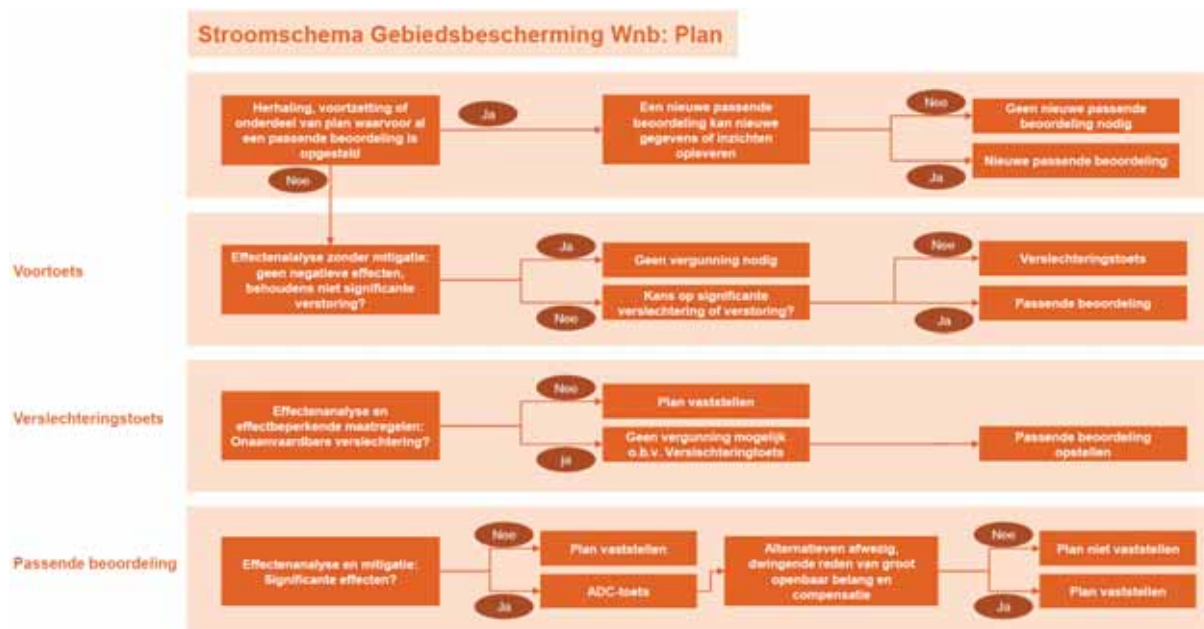 Stroomschema Gebiedsbescherming Wnb: Plan
Herhaling, voortzetting of
onderdeel van plan waarvoor al
een passende beoordeling is
opgesteld
Ja
Een nieuwe passende
beoordeling kan nieuwe
gegevens of inzichten
opleveren
Nee
Geen nieuwe passende
beoordeling nodig
Ja
Nieuwe passende beoordeling
Nee
Voortoets
Effectenalalyse zonder mitigatie:
geen negatieve effecten,
behoudens niet significante
verstoring?
Ja
Geen vergunning nodig
Nee
Kans op significante
verslechtering of verstoring?
Nee
Verslechteringstoets
Ja
Passende beoordeling
Verslechteringstoets
Effectenanalyse en
effectbeperkende maatregelen:
Onaanvaardbare verslechtering?
Nee
Plan vaststellen
ja
Geen vergunning mogelijk
o.b.v. Verslechteringtoets
Passende beoordeling
opstellen
Passende beoordeling
Effectenanalyse en mitigatie:
Significante effecten?
Nee
Plan vaststellen
Ja
ADC-toets
Alternatieven afwezig,
dwingende reden van groot
openbaar belang en
compensatie
Nee
Plan niet vaststellen
Ja
Plan vaststellen